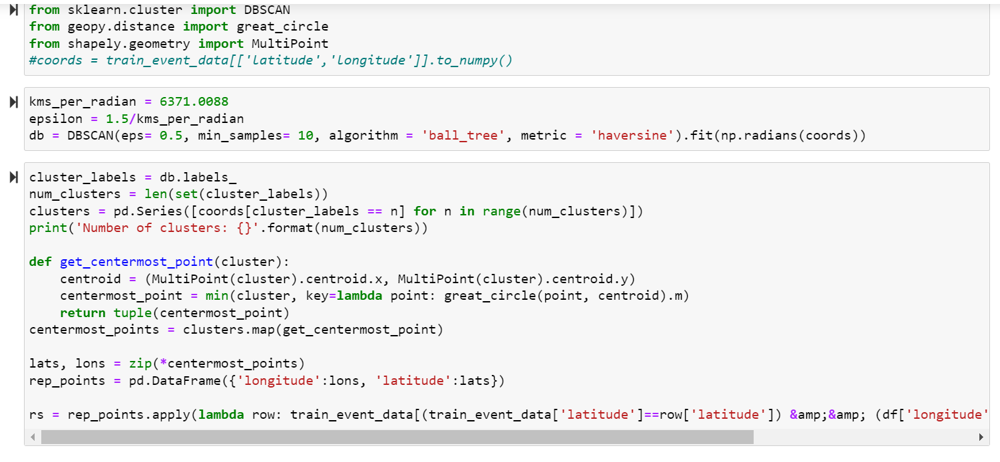 from sklearn.cluster import DBSCAN
from geopy.distance import great_circle
from shapely.geometry import MultiPoint
#coords = train_event_data[['latitude','longitude']].to_numpy()
kms_per_radian = 6371.0088
epsilon = 1.5/kms_per_radian
db = DBSCAN(eps= 0.5, min_samples= 10, algorithm = 'ball_tree', metric = 'haversine').fit(np.radians(coords))
cluster_labels = db.labels_
num_clusters = len(set(cluster_labels))
clusters = pd.Series([coords[cluster_labels == n] for n in range(num_clusters)])
print('Number of clusters: {}'.format(num_clusters))
def get_centermost_point(cluster):
    centroid = (MultiPoint(cluster).centroid.x, MultiPoint(cluster).centroid.y)
    centermost_point = min(cluster, key=lambda point: great_circle(point, centroid).m)
    return tuple(centermost_point)
centermost_points = clusters.map(get_centermost_point)
lats, lons = zip(*centermost_points)
rep_points = pd.DataFrame({'longitude':lons, 'latitude':lats})
rs = rep_points.apply(lambda row: train_event_data[(train_event_data['latitude']==row['latitude']) &amp;&amp; (df['longitude'